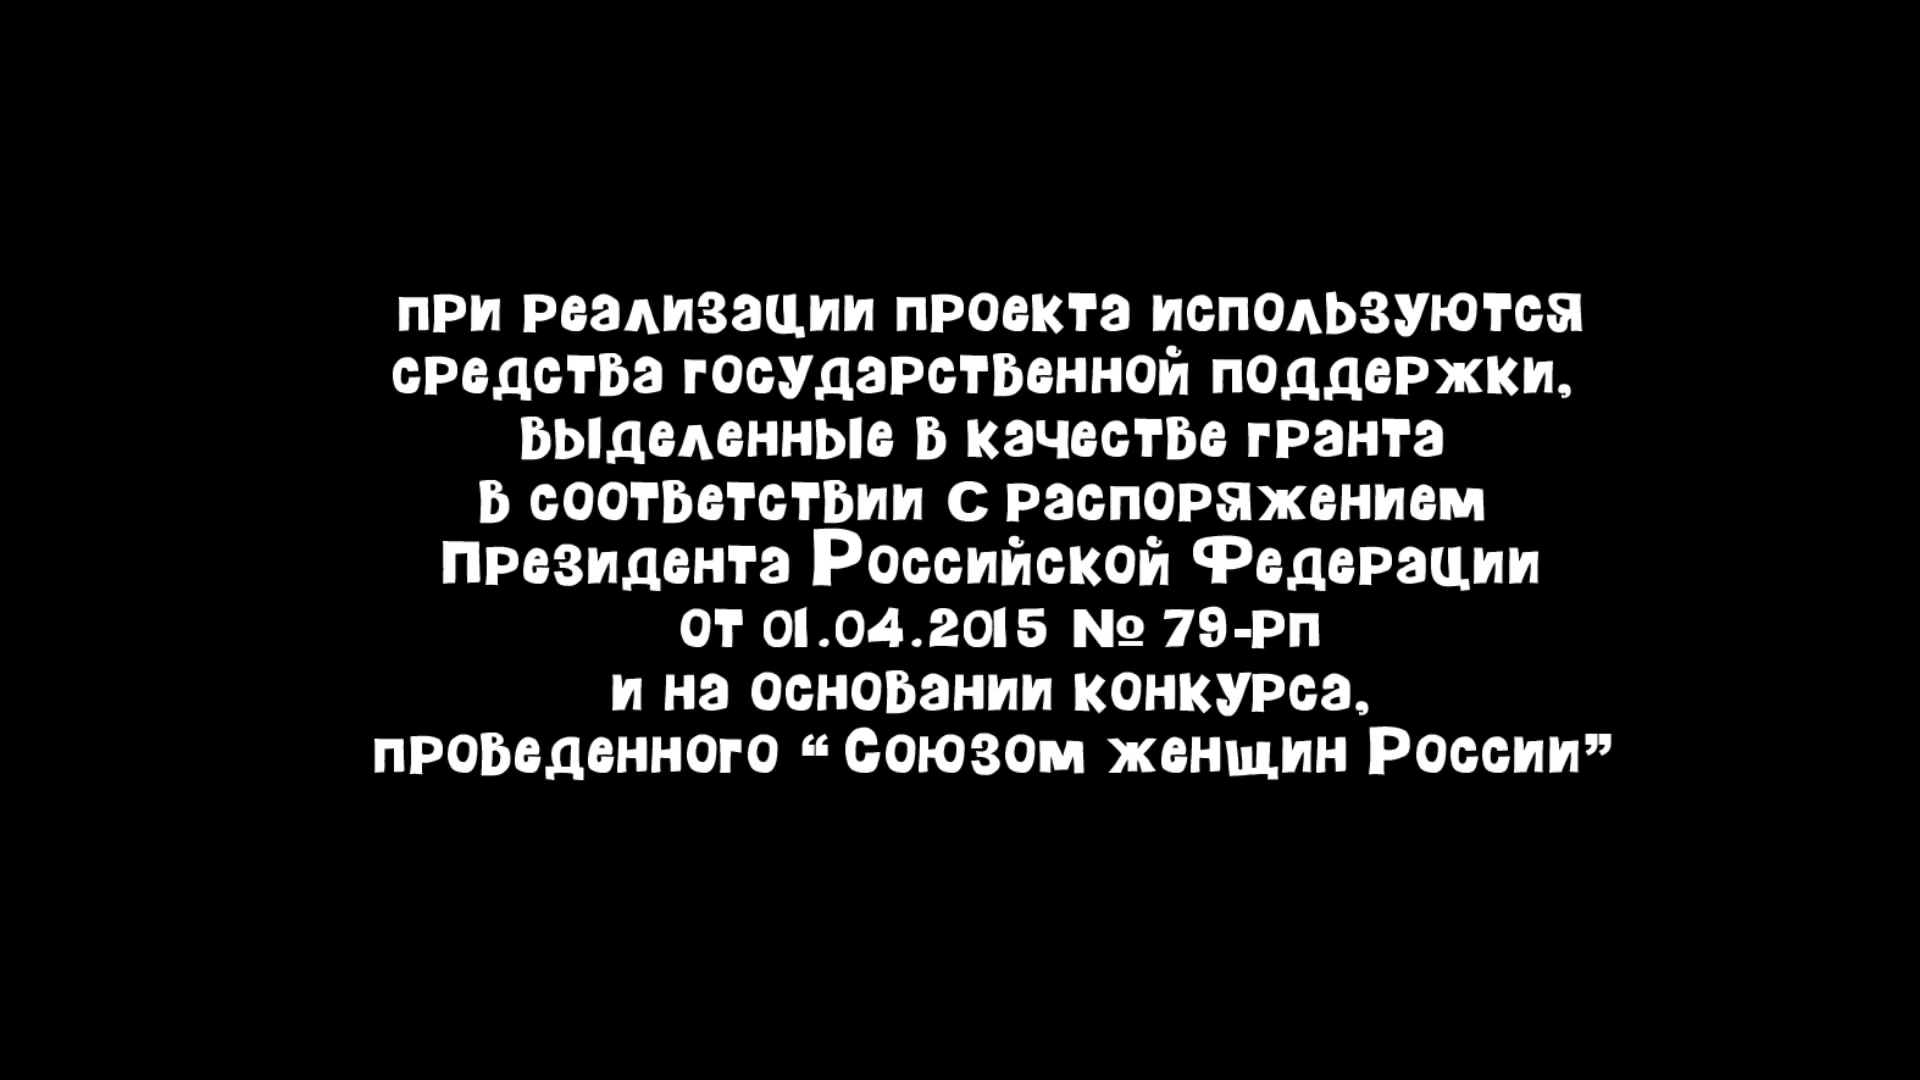 при реализации проекта используются
средства государственной поддержки,
выделенные в качестве гранта
в соответствии с распоряжением
Президента Российской Федерации
от 01.04.2015 № 79-рп
и на основании конкурса,
проведенного “ Союзом женщин России”